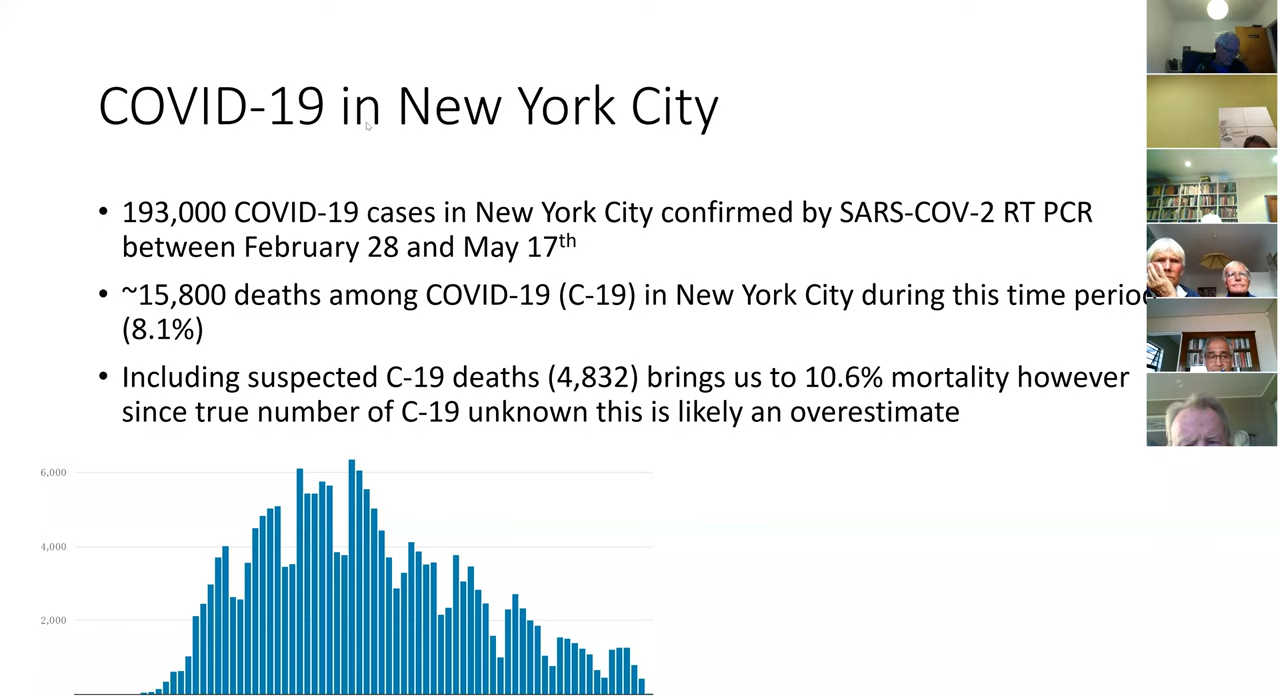 COVID-19 in New York City
• 193,000 COVID-19 cases in New York City confirmed by SARS-COV-2 RT PCR
between February 28 and May 17th
• ~15,800 deaths among COVID-19 (C-19) in New York City during this time period
(8.1%)
• Including suspected C-19 deaths (4,832) brings us to 10.6% mortality however
since true number of C-19 unknown this is likely an overestimate
6,000
4,000
2,000